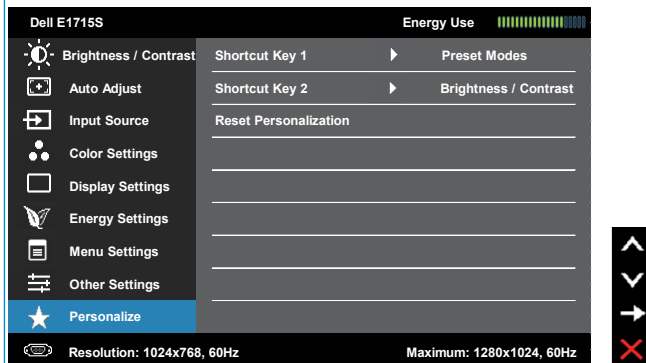 Dell E1715S Energy Use
Brightness / Contrast Shortcut Key 1 Preset Modes
Auto Adjust Shortcut Key 2 Brightness / Contrast
Input Source Reset Personalization
Color Settings
Display Settings
Energy Settings
Menu Settings
Other Settings
Personalize
Resolution: 1024x768, 60Hz Maximum: 1280x1024, 60Hz